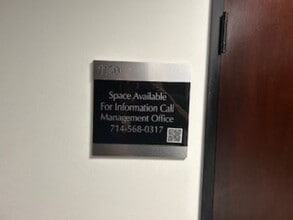 Space Available
For Information Call
Management Office
714-568-0317